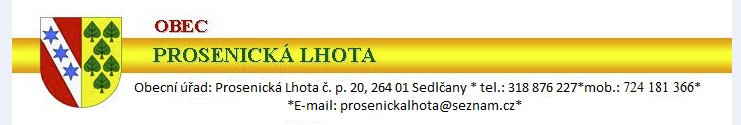 OBEC
PROSENICKÁ LHOTA
Obecní úřad: Prosenická Lhota č. p. 20, 264 01 Sedlčany * tel.: 318 876 227*mob.: 724 181 366*
*E-mail: prosenickalhota@seznam.cz*